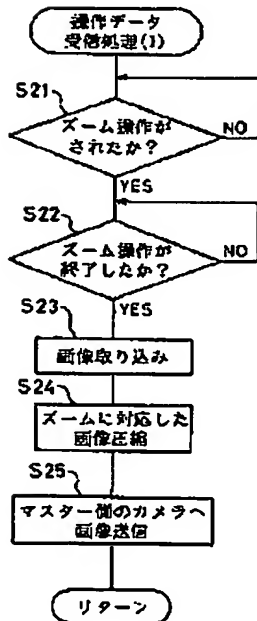 操作データ
受信処理(1)
S21
ズーム操作が
されたか?
NO
YES
S22
ズーム操作が
終了したか?
NO
YES
S23
画像取り込み
S24
ズームに対応した
画像圧縮
S25
マスター側のカメラへ
画像送信
リターン